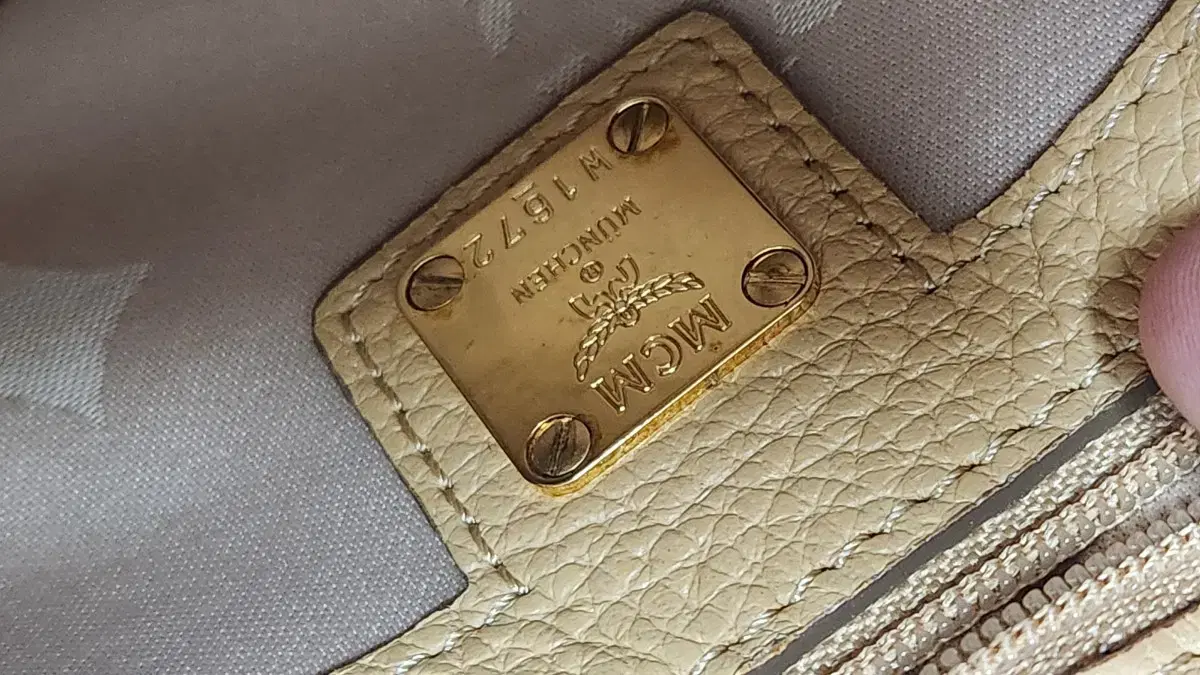 MCM
®
MÜNCHEN
W 1672